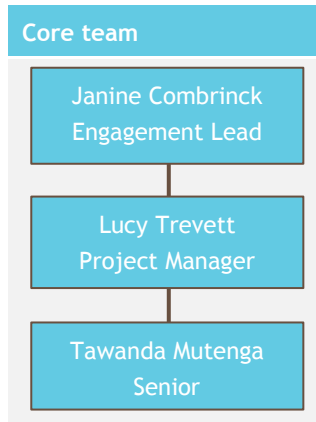 Core team
Janine Combrinck
Engagement Lead
Lucy Trevett
Project Manager
Tawanda Mutenga
Senior